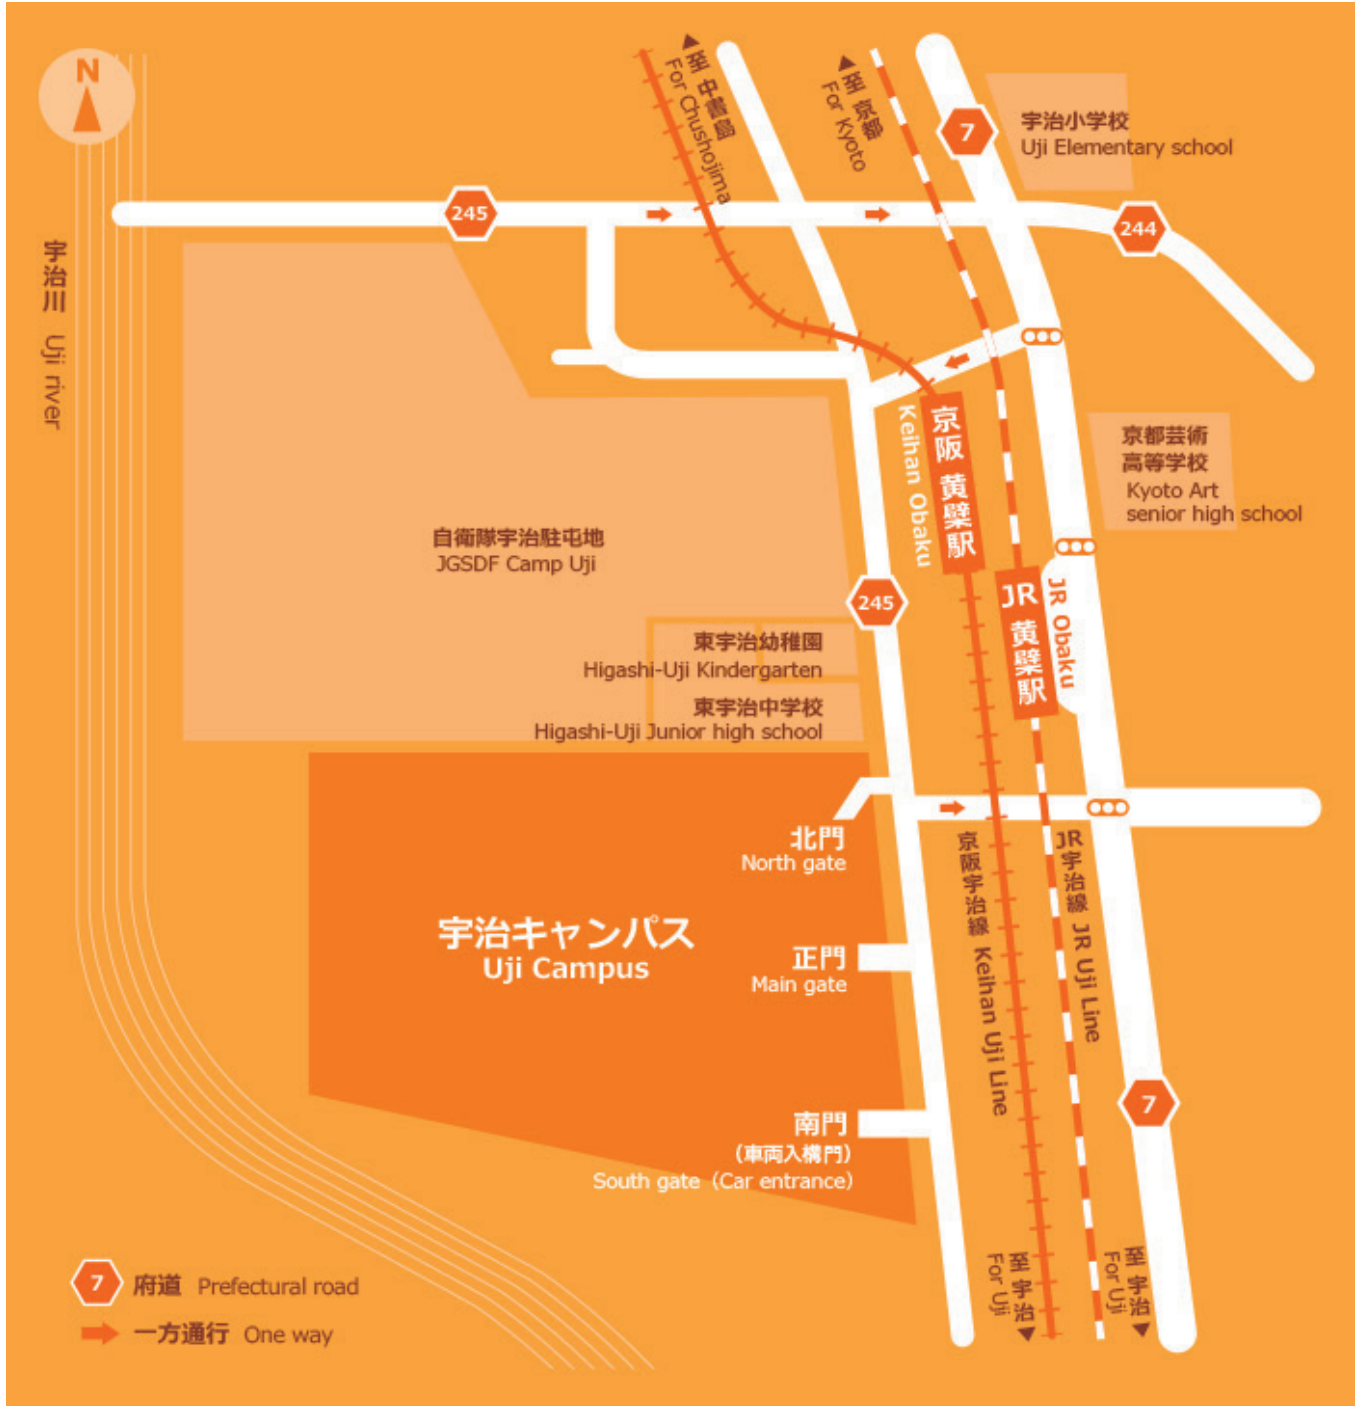 N
至 中書島
For Chushojima
至 京都
For Kyoto
7
宇治小学校
Uji Elementary school
245
244
宇治川 Uji river
京阪 黄檗駅
Keihan Obaku
京都芸術
高等学校
Kyoto Art
senior high school
自衛隊宇治駐屯地
JGSDF Camp Uji
245
JR 黄檗駅
JR Obaku
東宇治幼稚園
Higashi-Uji Kindergarten
東宇治中学校
Higashi-Uji Junior high school
北門
North gate
京阪宇治線 Keihan Uji Line
JR宇治線 JR Uji Line
宇治キャンパス
Uji Campus
正門
Main gate
7
南門
(車両入構門)
South gate (Car entrance)
至 宇治
For Uji
至 宇治
For Uji
7 府道 Prefectural road
一方通行 One way